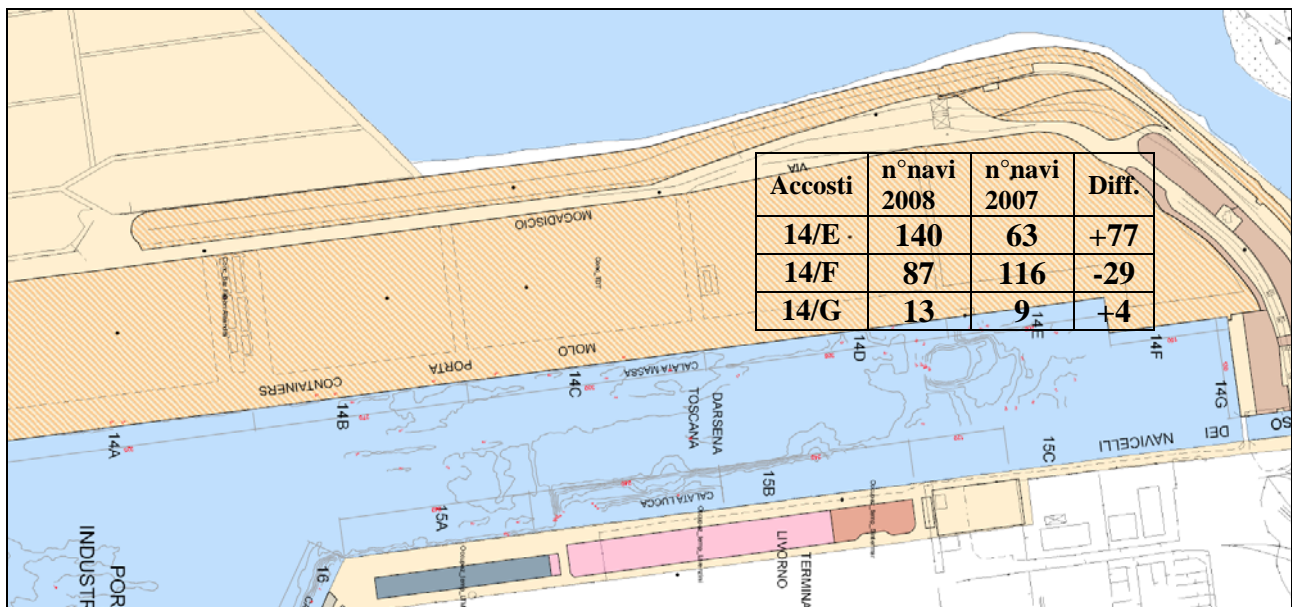 Accosti n°navi 2008 n°navi 2007 Diff.
14/E 140 63 +77
14/F 87 116 -29
14/G 13 9 +4
VIA
MOGADISCIO
MOLO
PORTA
CONTAINERS
14A
14B
14C
14D
14E
14F
14G
CALATA MASSA
DARSENA
TOSCANA
CALATA LUCCA
NAVICELLI
DEI
SO
15A
15B
15C
16
POR
INDUSTR
TERMINA
LIVORNO